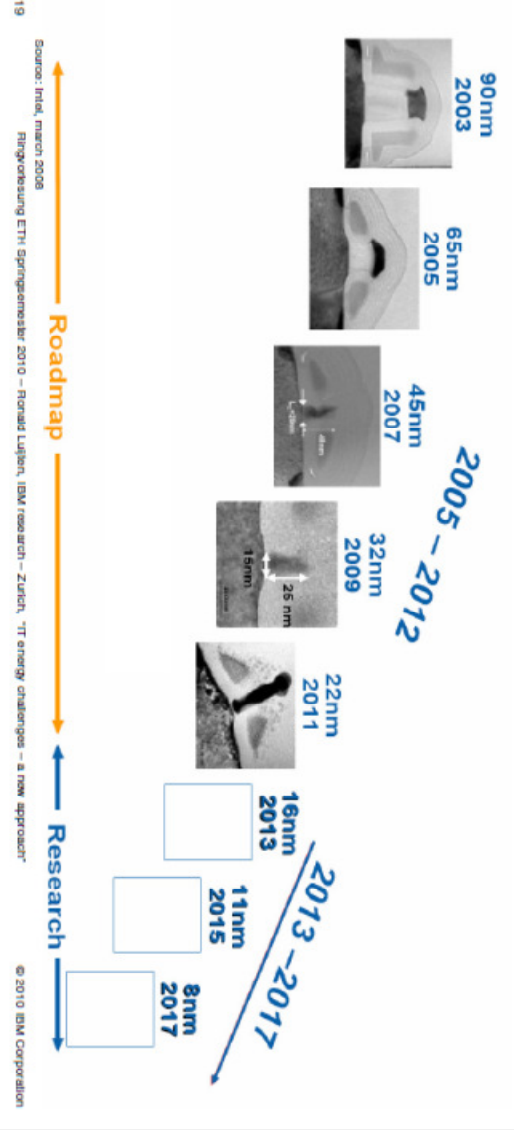 90nm
2003
65nm
2005
45nm
2007
32nm
2009
22nm
2011
16nm
2013
11nm
2015
8nm
2017
2005 – 2012
2013 –2017
25 nm
15nm
Roadmap
Research
Source: Intel, march 2008
19
Ringvorlesung ETH Springsemester 2010 – Ronald Luijten, IBM research – Zurich, "IT energy challenges – a new approach"
© 2010 IBM Corporation